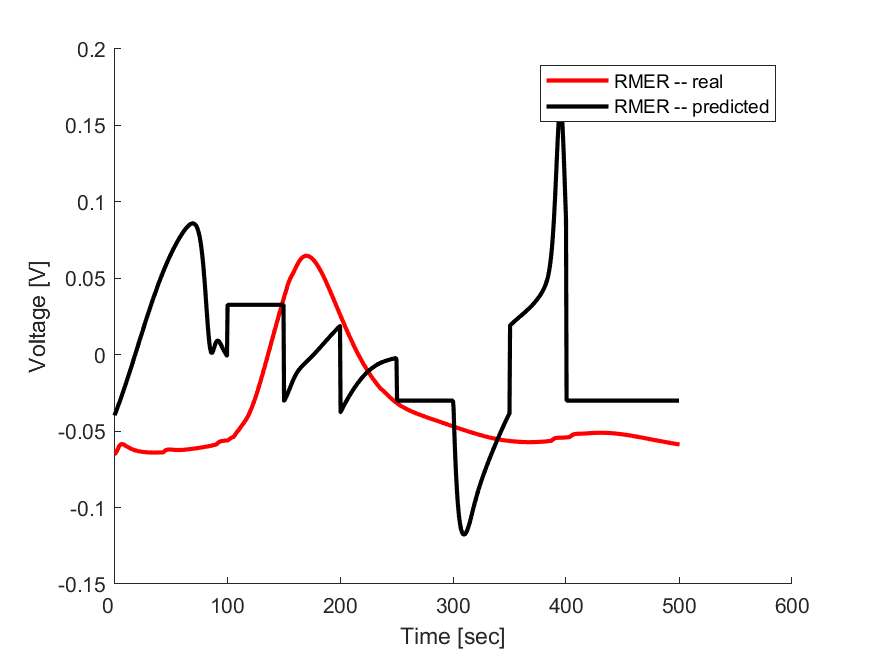 0.2
0.15
0.1
0.05
0
-0.05
-0.1
-0.15
Voltage [V]
RMER -- real
RMER -- predicted
0 100 200 300 400 500 600
Time [sec]